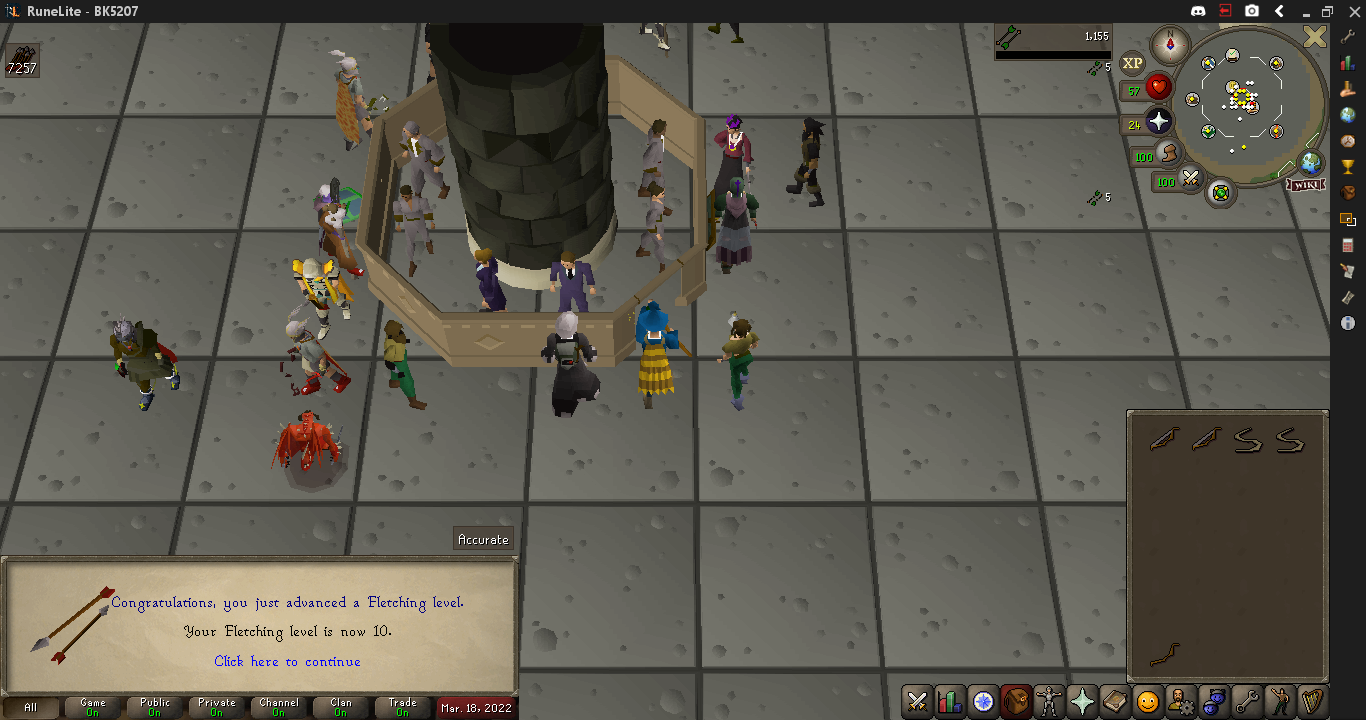 RuneLite - BK5207
7257
1,155
5
XP
N
57
24
100
100
WIKI
5
Accurate
Congratulations, you just advanced a Fletching level.
Your Fletching level is now 10.
Click here to continue
All
Game
On
Public
On
Private
On
Channel
On
Clan
On
Trade
On
Mar. 18, 2022